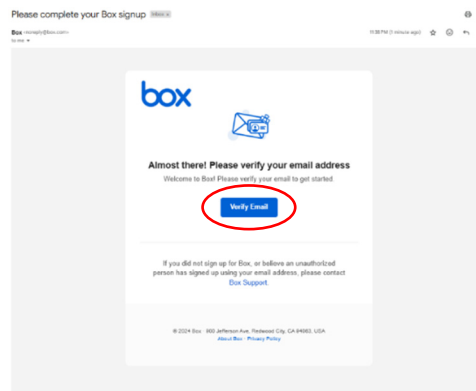 Please complete your Box signup Inbox x
Box <noreply@box.com>
11:38 PM (1 minute ago)
to me
box
Almost there! Please verify your email address
Welcome to Box! Please verify your email to get started
Verify Email
If you did not sign up for Box, or believe an unauthorized
person has signed up using your email address, please contact
Box Support.
© 2024 Box · 900 Jefferson Ave, Redwood City, CA 94063, USA
About Box · Privacy Policy